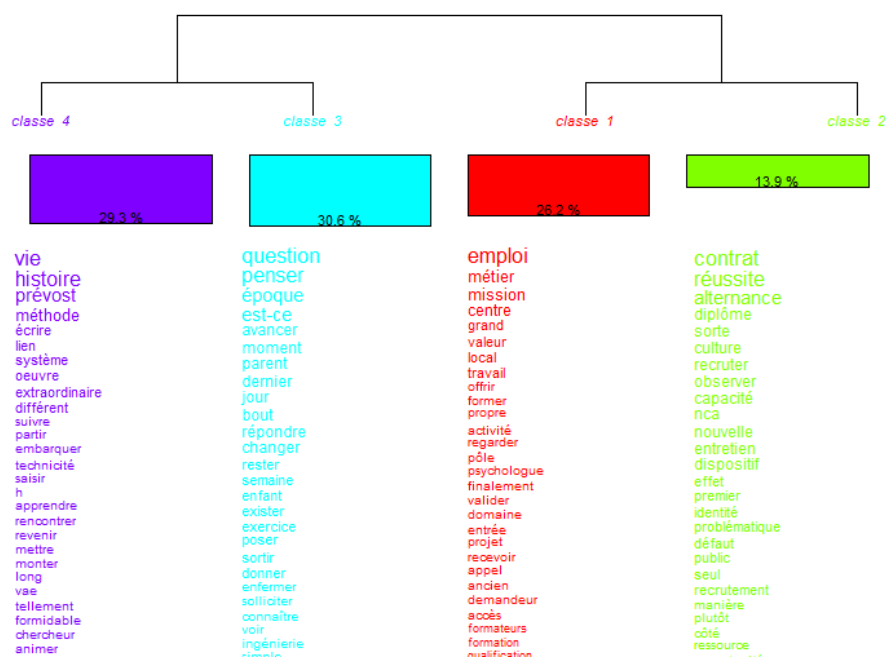 classe 4
classe 3
classe 1
classe 2
29.3 %
30.6 %
26.2 %
13.9 %
vie
histoire
prévost
méthode
écrire
lien
système
oeuvre
extraordinaire
différent
suivre
partir
embarquer
technicité
saisir
h
apprendre
rencontrer
revenir
mettre
monter
long
vae
tellement
formidable
chercheur
animer
question
penser
époque
est-ce
avancer
moment
parent
dernier
jour
bout
répondre
changer
rester
semaine
enfant
exister
exercice
poser
sortir
donner
enfermer
solliciter
connaître
voir
ingénierie
simple
emploi
métier
mission
centre
grand
valeur
local
travail
offrir
former
propre
activité
regarder
pôle
psychologue
finalement
valider
domaine
entrée
projet
recevoir
appel
ancien
demandeur
accès
formateurs
formation
qualification
contrat
réussite
alternance
diplôme
sorte
culture
recruter
observer
capacité
nca
nouvelle
entretien
dispositif
effet
premier
identité
problématique
défaut
public
seul
recrutement
manière
plutôt
côté
ressource